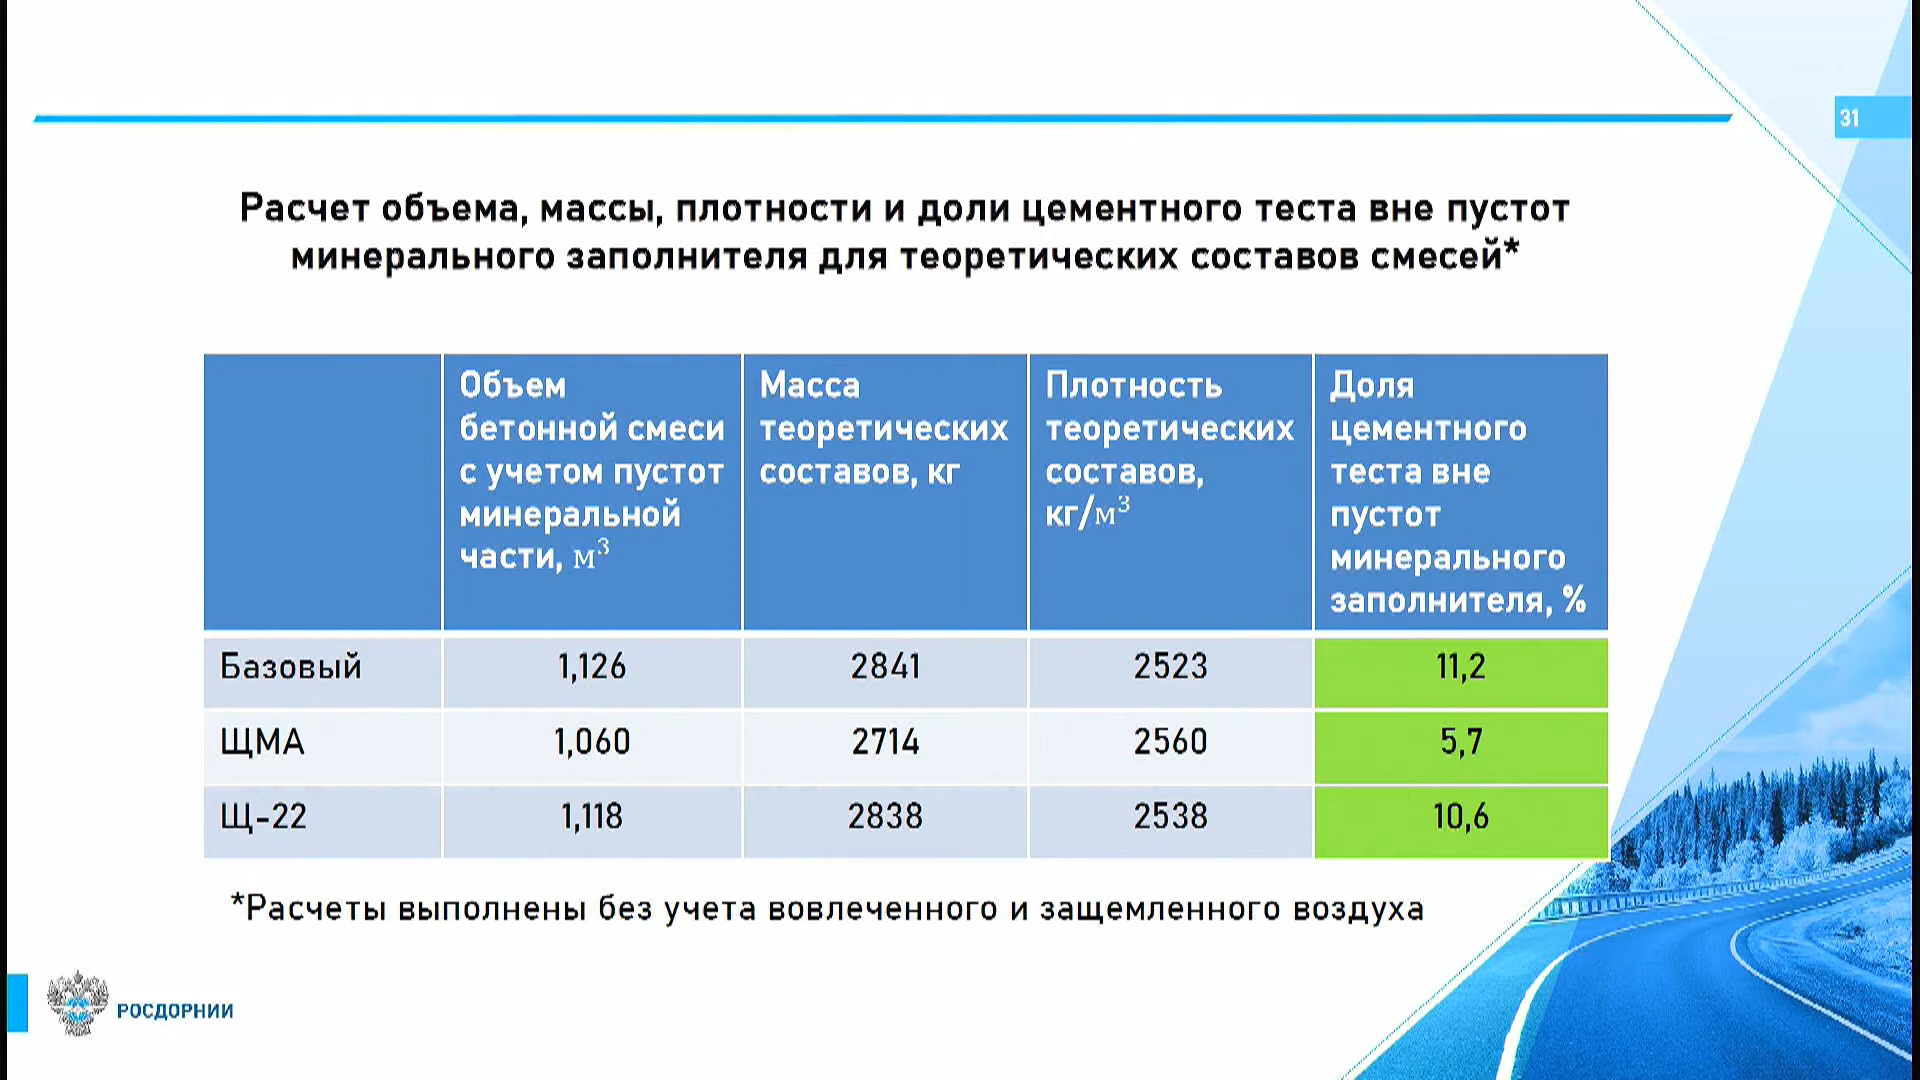 31
Расчет объема, массы, плотности и доли цементного теста вне пустот
минерального заполнителя для теоретических составов смесей*
Объем
бетонной смеси
с учетом пустот
минеральной
части, м³
Масса
теоретических
составов, кг
Плотность
теоретических
составов,
кг/м³
Доля
цементного
теста вне
пустот
минерального
заполнителя, %
Базовый 1,126 2841 2523 11,2
ЩМА 1,060 2714 2560 5,7
Щ-22 1,118 2838 2538 10,6
*Расчеты выполнены без учета вовлеченного и защемленного воздуха
РОСДОРНИИ